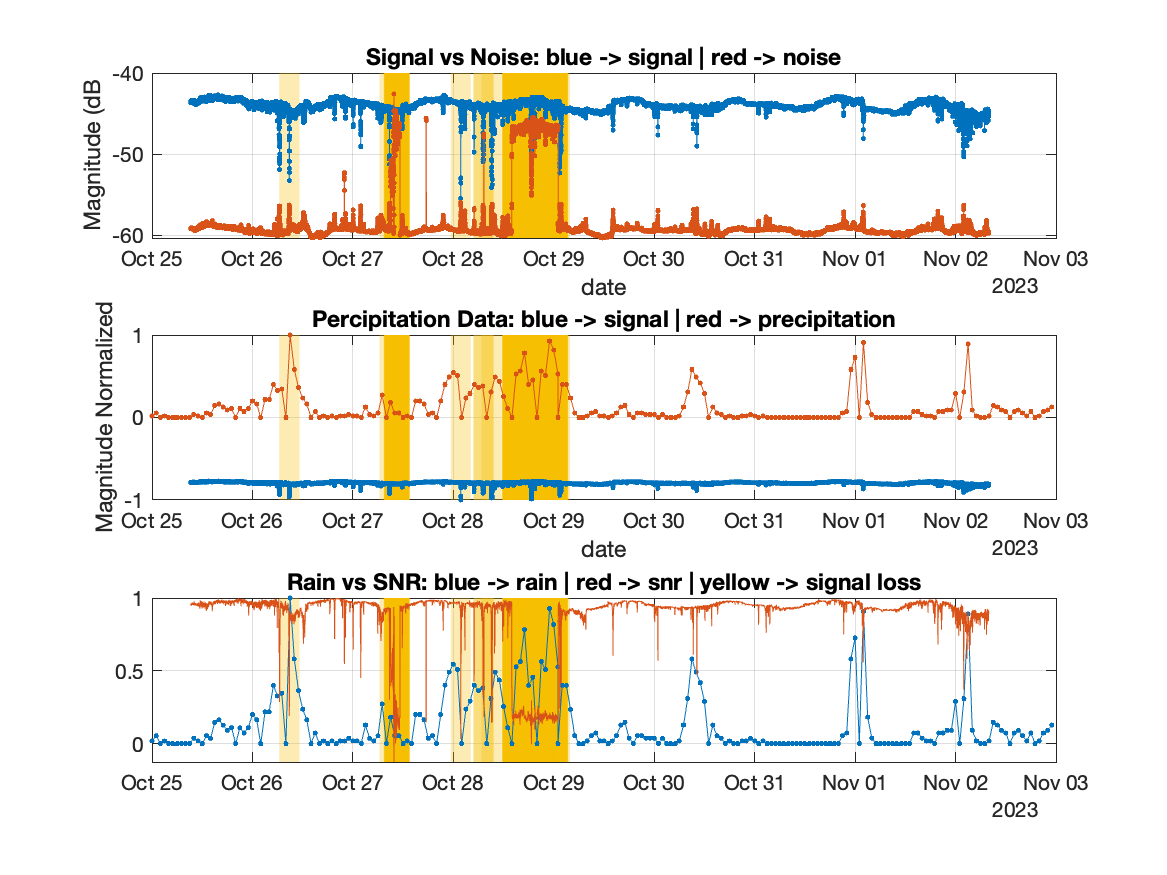 Signal vs Noise: blue -> signal | red -> noise
Magnitude (dB
-40
-50
-60
Oct 25 Oct 26 Oct 27 Oct 28 Oct 29 Oct 30 Oct 31 Nov 01 Nov 02 Nov 03
date
2023
Percipitation Data: blue -> signal | red -> precipitation
Magnitude Normalized
1
0
-1
Oct 25 Oct 26 Oct 27 Oct 28 Oct 29 Oct 30 Oct 31 Nov 01 Nov 02 Nov 03
date
2023
Rain vs SNR: blue -> rain | red -> snr | yellow -> signal loss
1
0.5
0
Oct 25 Oct 26 Oct 27 Oct 28 Oct 29 Oct 30 Oct 31 Nov 01 Nov 02 Nov 03
2023